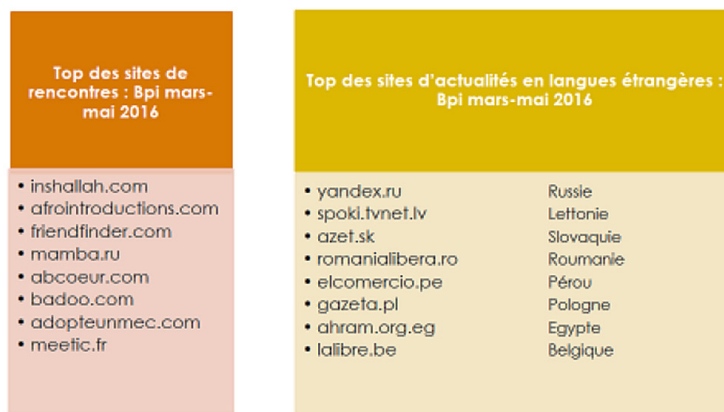 Top des sites de
rencontres : Bpi mars-
mai 2016
• inshallah.com
• afrointroductions.com
• friendfinder.com
• mamba.ru
• abcoeur.com
• badoo.com
• adopteunmec.com
• meetic.fr
Top des sites d'actualités en langues étrangères :
Bpi mars-mai 2016
• yandex.ru Russie
• spoki.tvnet.lv Lettonie
• azet.sk Slovaquie
• romanialibera.ro Roumanie
• elcomercio.pe Pérou
• gazeta.pl Pologne
• ahram.org.eg Egypte
• lalibre.be Belgique